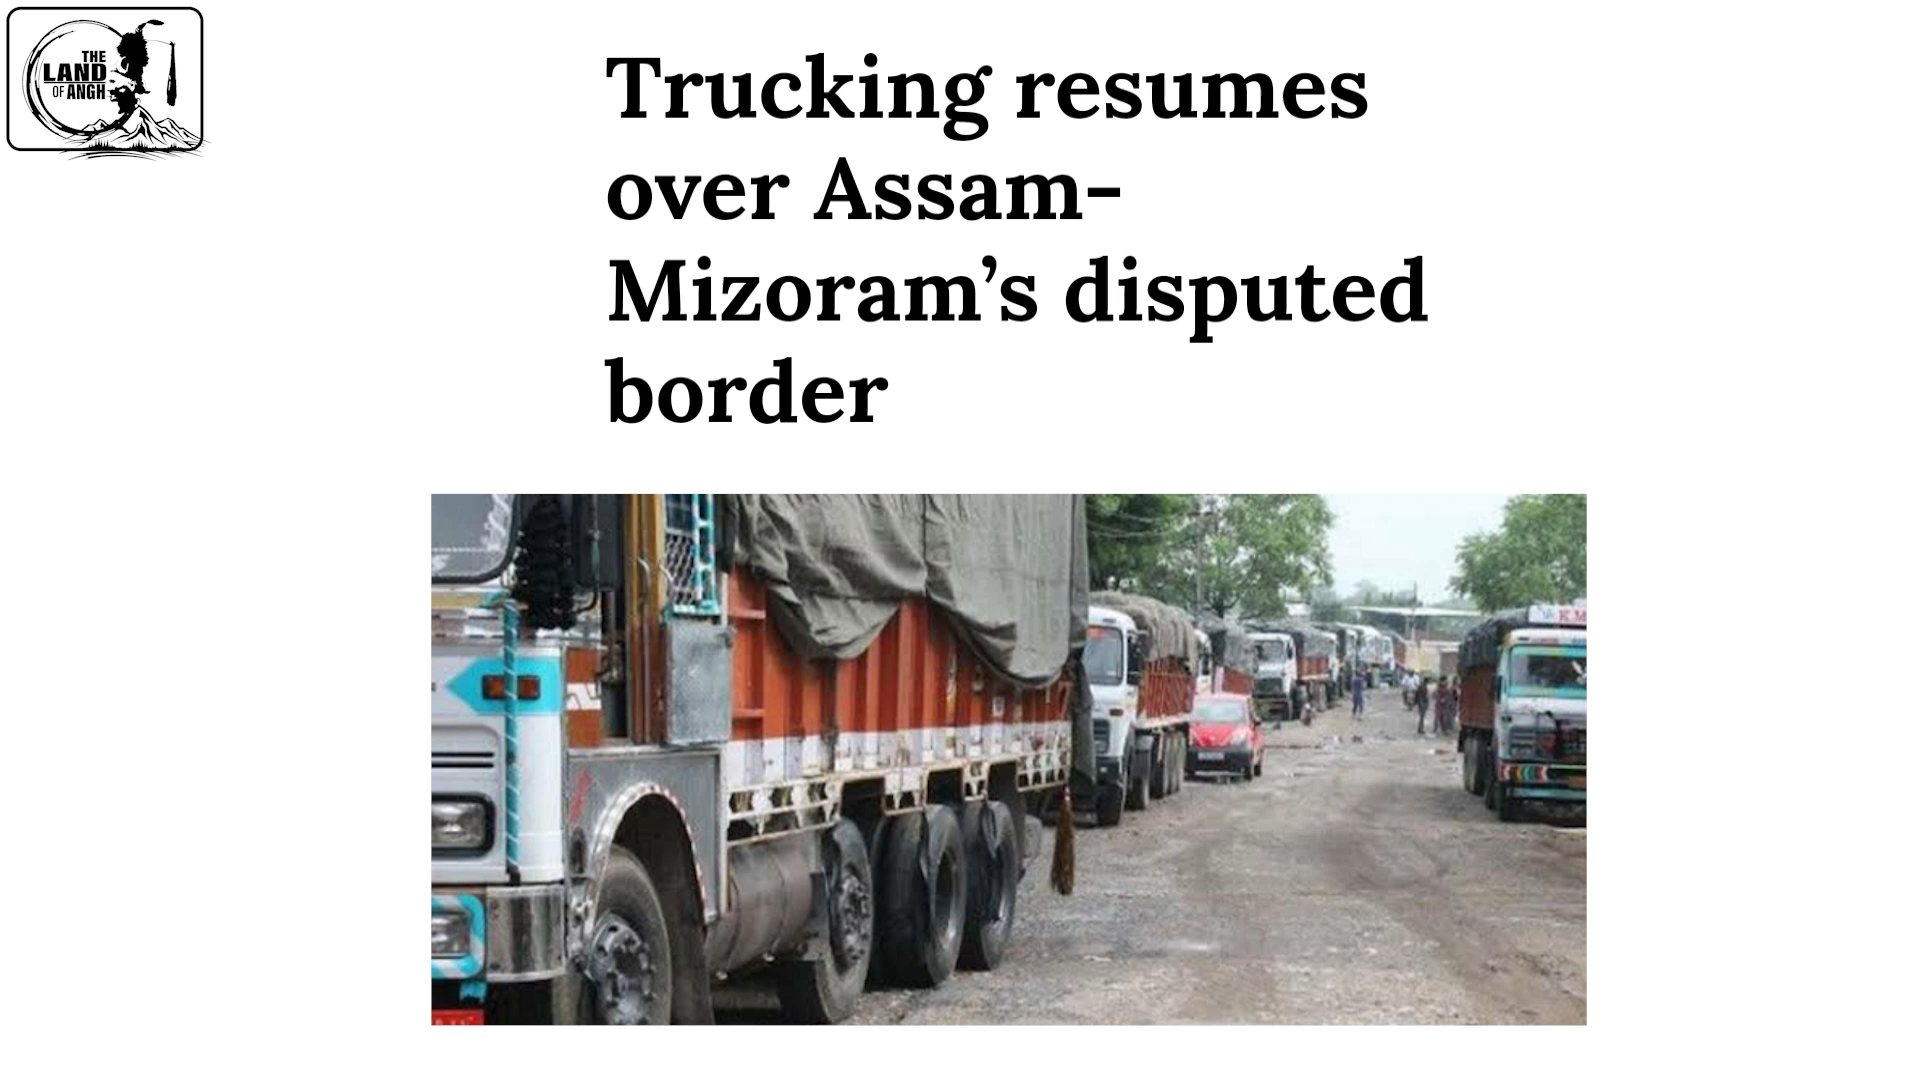 THE
LAND
OF ANGH
Trucking resumes
over Assam-
Mizoram’s disputed
border